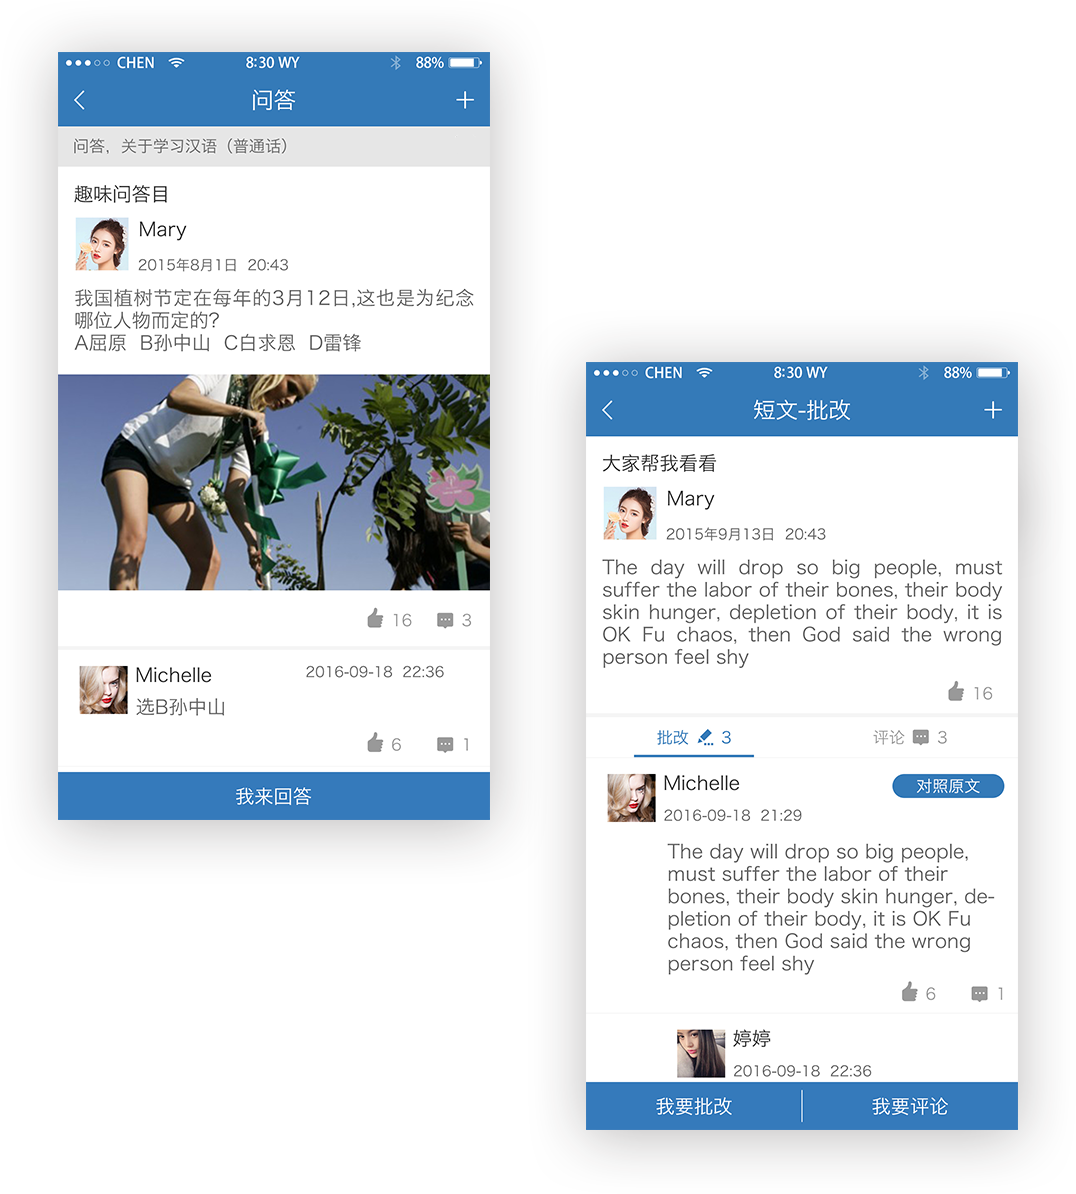 CHEN 8:30 WY 88%
问答
问答，关于学习汉语（普通话）
趣味问答目
Mary
2015年8月1日 20:43
我国植树节定在每年的3月12日,这也是为纪念
哪位人物而定的?
A屈原 B孙中山 C白求恩 D雷锋
16 3
Michelle 2016-09-18 22:36
选B孙中山
6 1
我来回答
CHEN 8:30 WY 88%
短文-批改
大家帮我看看
Mary
2015年9月13日 20:43
The day will drop so big people, must
suffer the labor of their bones, their body
skin hunger, depletion of their body, it is
OK Fu chaos, then God said the wrong
person feel shy
16
批改 3 评论 3
Michelle 对照原文
2016-09-18 21:29
The day will drop so big people,
must suffer the labor of their
bones, their body skin hunger, de-
pletion of their body, it is OK Fu
chaos, then God said the wrong
person feel shy
6 1
婷婷
2016-09-18 22:36
我要批改 我要评论